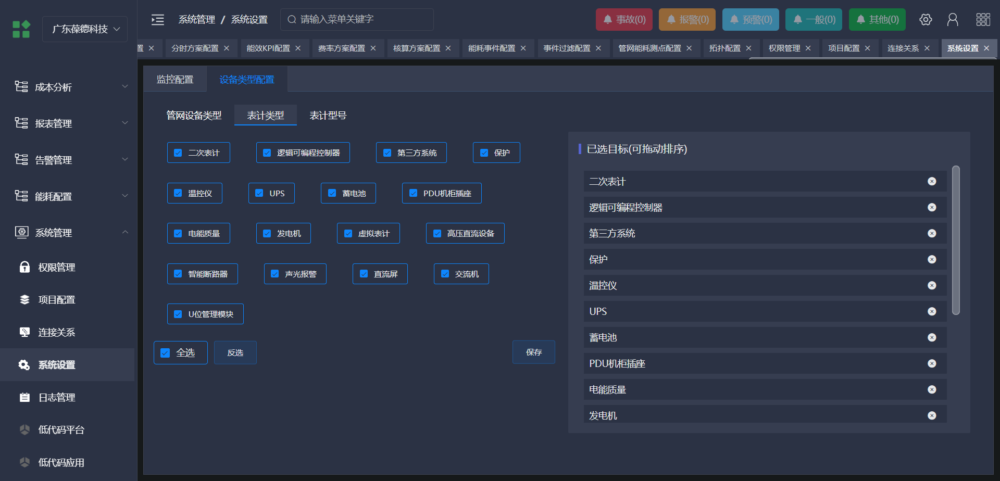 广东葆德科技
系统管理 / 系统设置
请输入菜单关键字
事故(0)
报警(0)
预警(0)
一般(0)
其他(0)
置
分时方案配置
能效KPI配置
费率方案配置
核算方案配置
能耗事件配置
事件过滤配置
管网能耗测点配置
拓扑配置
权限管理
项目配置
连接关系
系统设置
成本分析
报表管理
告警管理
能耗配置
系统管理
权限管理
项目配置
连接关系
系统设置
日志管理
低代码平台
低代码应用
监控配置
设备类型配置
管网设备类型
表计类型
表计型号
二次表计
逻辑可编程控制器
第三方系统
保护
温控仪
UPS
蓄电池
PDU机柜插座
电能质量
发电机
虚拟表计
高压直流设备
智能断路器
声光报警
直流屏
交流机
U位管理模块
全选
反选
保存
已选目标(可拖动排序)
二次表计
逻辑可编程控制器
第三方系统
保护
温控仪
UPS
蓄电池
PDU机柜插座
电能质量
发电机